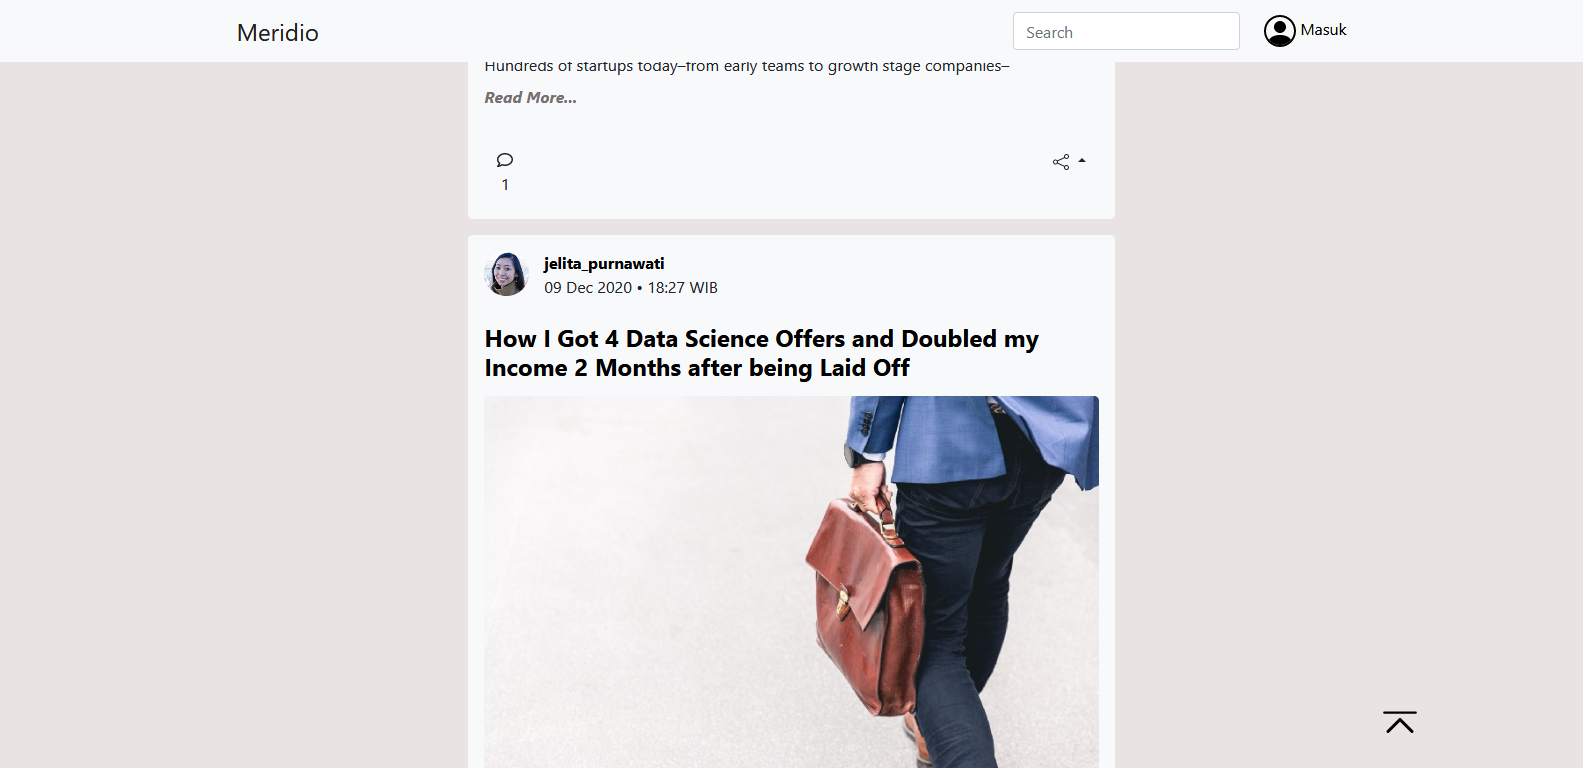 Meridio
Search
Masuk
Hundreds of startups today–from early teams to growth stage companies–
Read More...
1
jelita_purnawati
09 Dec 2020 • 18:27 WIB
How I Got 4 Data Science Offers and Doubled my
Income 2 Months after being Laid Off